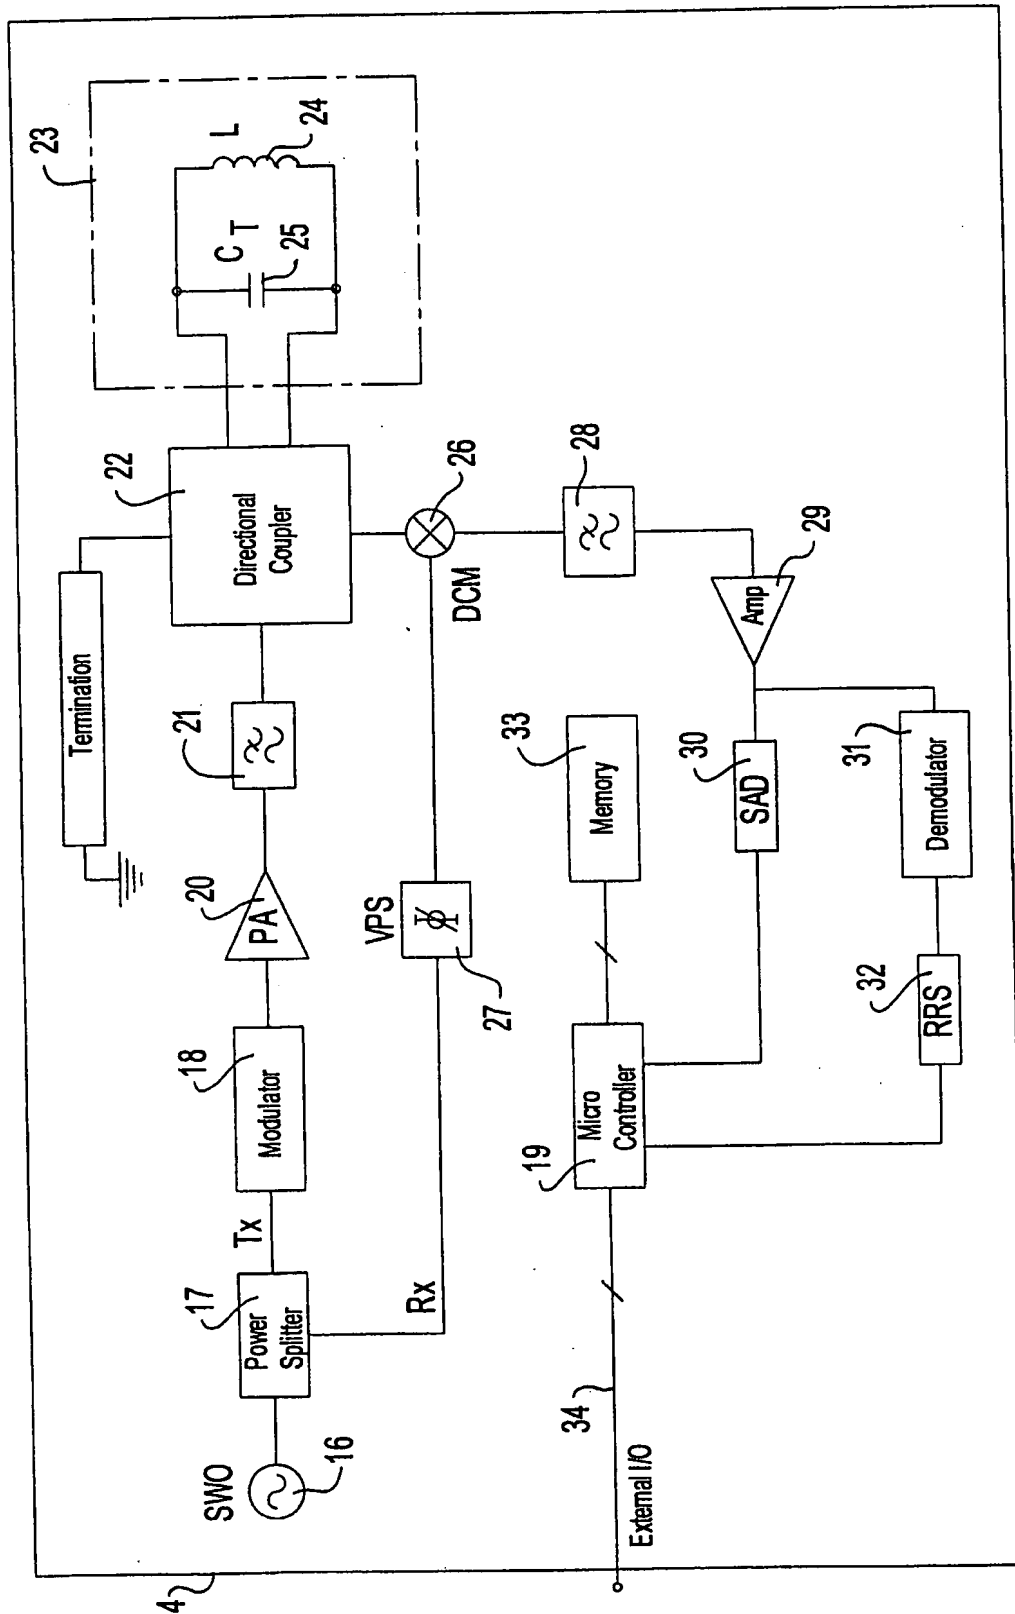 23
L
24
C T
25
Termination
22
Directional
Coupler
21
20
PA
18
Modulator
Tx
17
Power
Splitter
SWO
16
26
DCM
VPS
27
Rx
28
29
Amp
33
Memory
30
SAD
31
Demodulator
32
RRS
19
Micro
Controller
34
External I/O
4